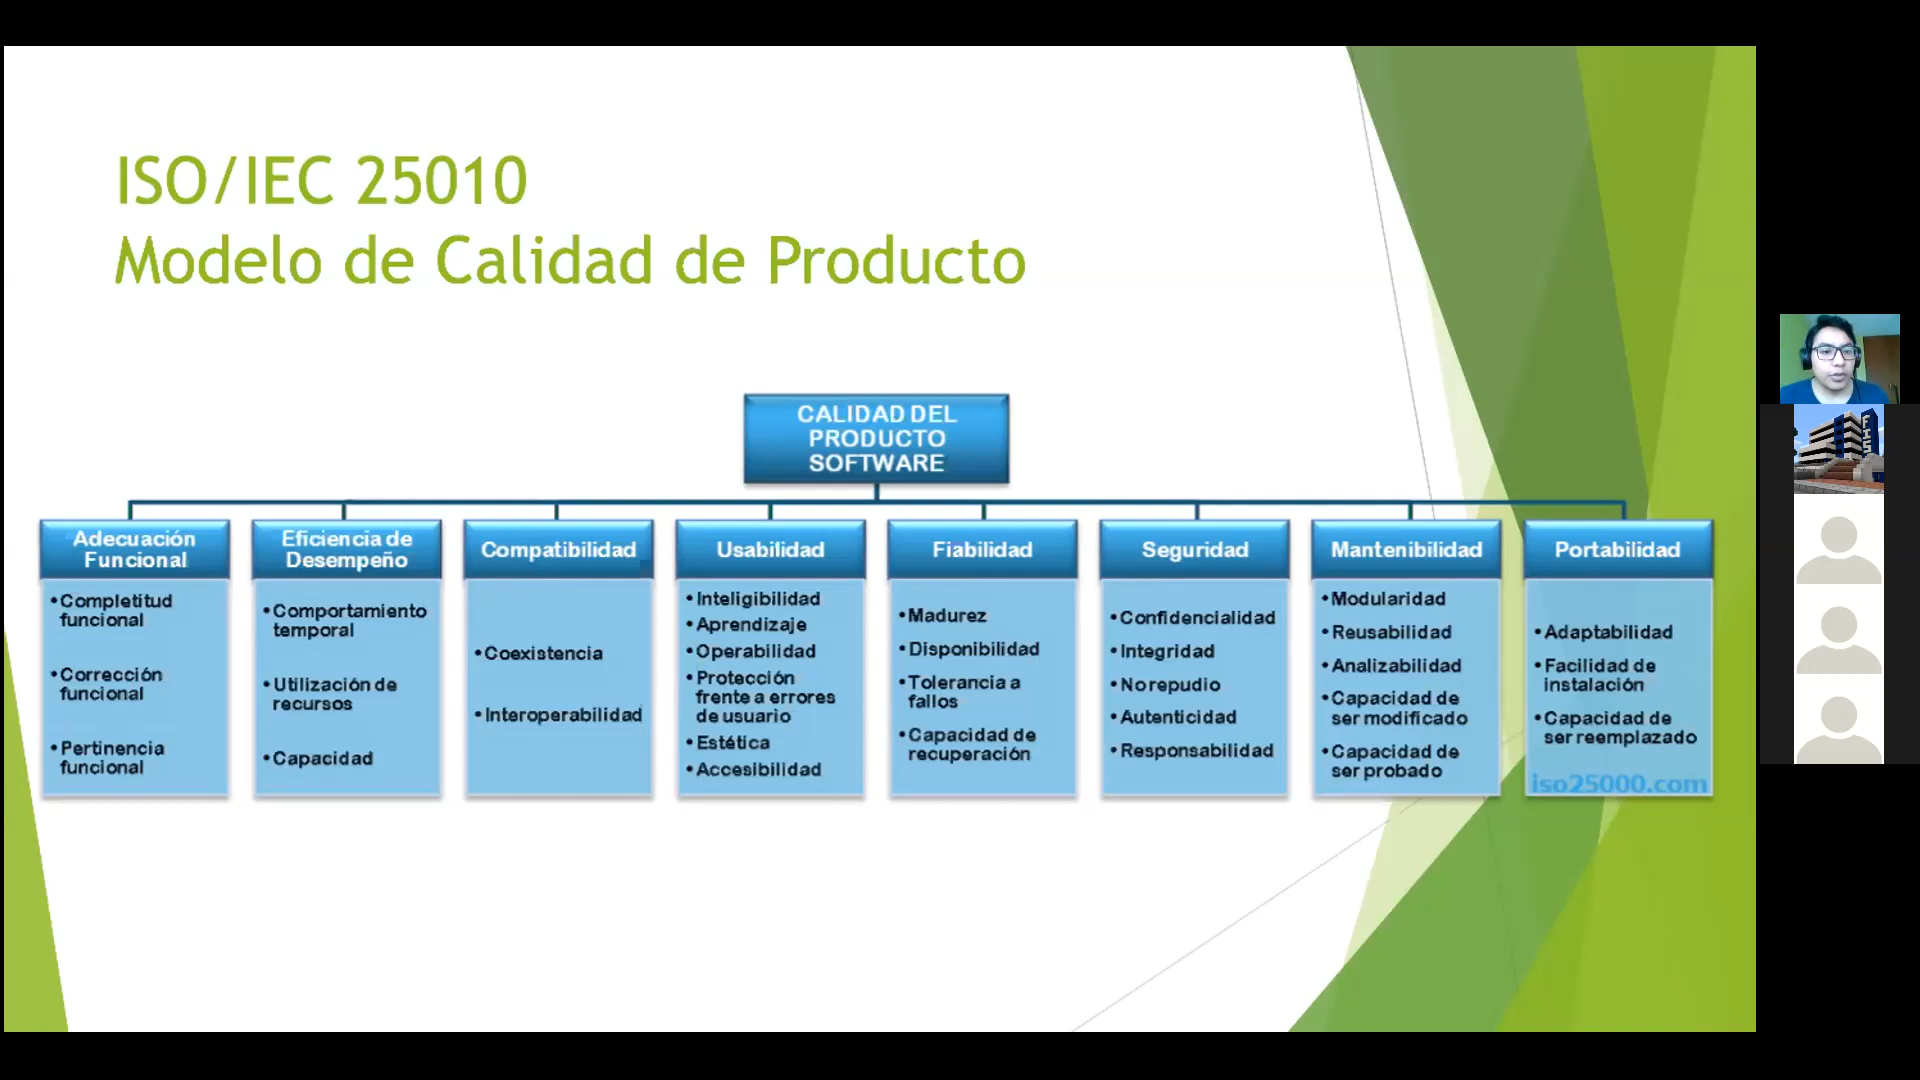 ISO/IEC 25010
Modelo de Calidad de Producto
CALIDAD DEL
PRODUCTO
SOFTWARE
Adecuación
Funcional
•Completitud
funcional
•Corrección
funcional
•Pertinencia
funcional
Eficiencia de
Desempeño
•Comportamiento
temporal
•Utilización de
recursos
•Capacidad
Compatibilidad
•Coexistencia
•Interoperabilidad
Usabilidad
•Inteligibilidad
•Aprendizaje
•Operabilidad
•Protección
frente a errores
de usuario
•Estética
•Accesibilidad
Fiabilidad
•Madurez
•Disponibilidad
•Tolerancia a
fallos
•Capacidad de
recuperación
Seguridad
•Confidencialidad
•Integridad
•No repudio
•Autenticidad
•Responsabilidad
Mantenibilidad
•Modularidad
•Reusabilidad
•Analizabilidad
•Capacidad de
ser modificado
•Capacidad de
ser probado
Portabilidad
•Adaptabilidad
•Facilidad de
instalación
•Capacidad de
ser reemplazado
iso25000.com